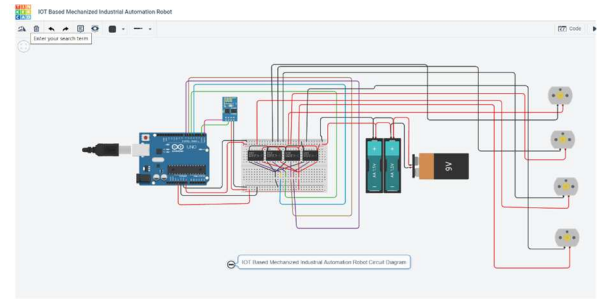 IOT Based Mechanized Industrial Automation Robot
Enter your search term
Code
UNO
9V
IOT Based Mechanized Industrial Automation Robot Circuit Diagram